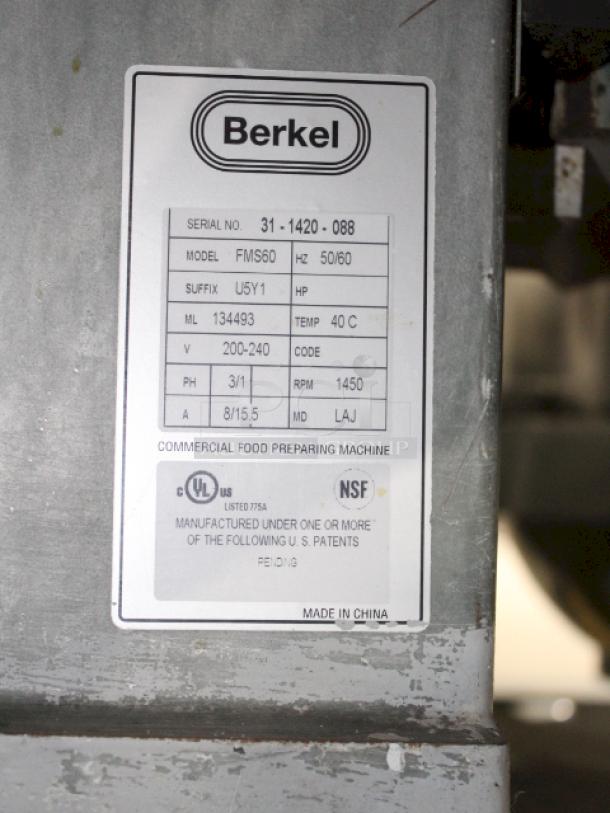 Berkel
SERIAL NO. 31 - 1420 - 088
MODEL FMS60 HZ 50/60
SUFFIX U5Y1 HP
ML 134493 TEMP 40 C
V 200-240 CODE
PH 3/1 RPM 1450
A 8/15.5 MD LAJ
COMMERCIAL FOOD PREPARING MACHINE
C UL US NSF
LISTED 775A
MANUFACTURED UNDER ONE OR MORE
OF THE FOLLOWING U. S. PATENTS
PENDING
MADE IN CHINA